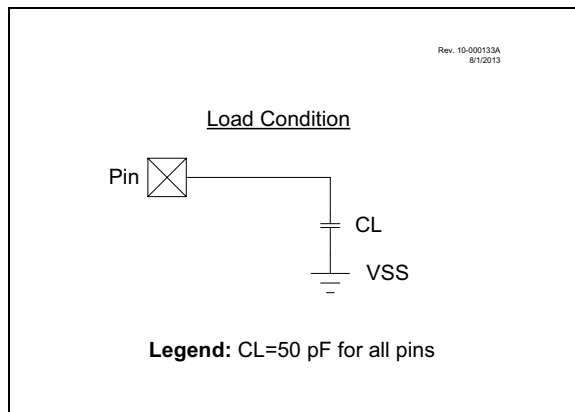 Rev. 10-000133A
8/1/2013
Load Condition
Pin
CL
VSS
Legend: CL=50 pF for all pins